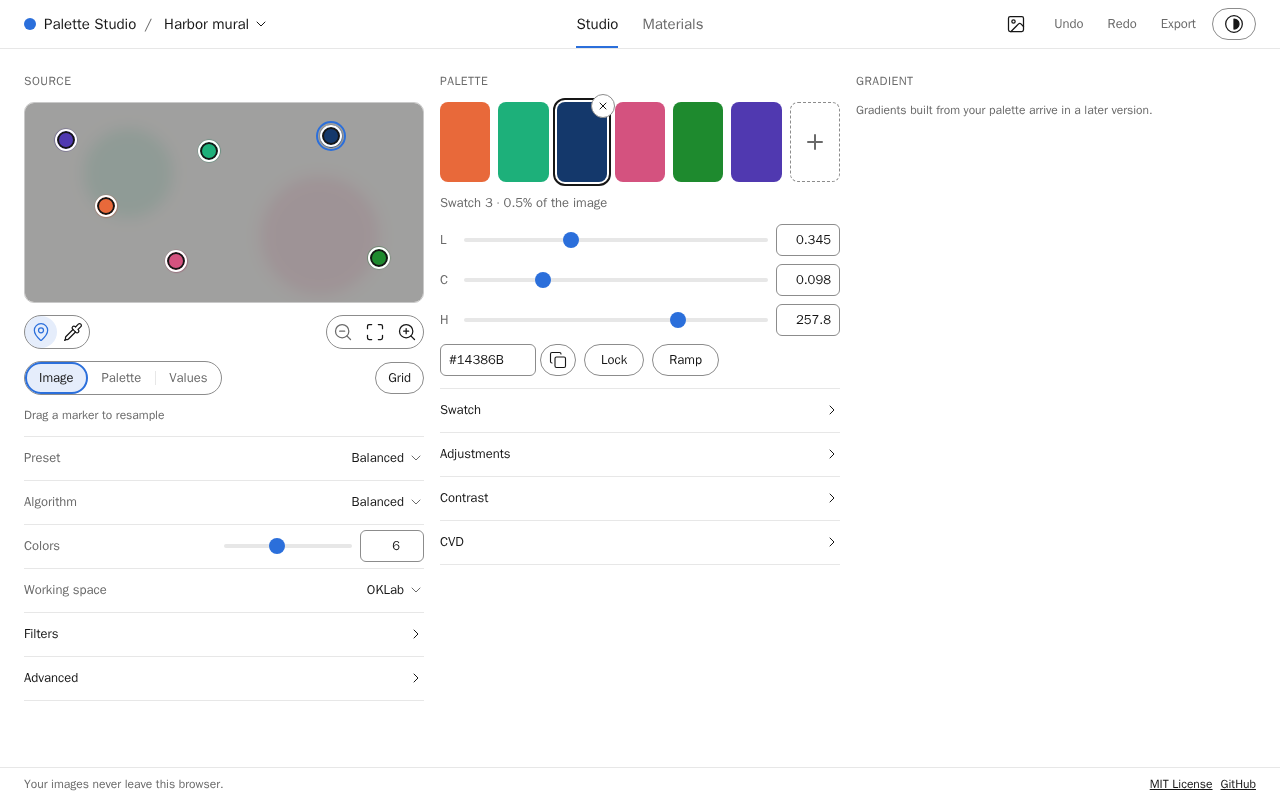 Palette Studio / Harbor mural
Studio
Materials
Undo
Redo
Export
SOURCE
Image
Palette
Values
Grid
Drag a marker to resample
Preset
Balanced
Algorithm
Balanced
Colors
6
Working space
OKLab
Filters
Advanced
PALETTE
Swatch 3 · 0.5% of the image
L
0.345
C
0.098
H
257.8
#14386B
Lock
Ramp
Swatch
Adjustments
Contrast
CVD
GRADIENT
Gradients built from your palette arrive in a later version.
Your images never leave this browser.
MIT License
GitHub